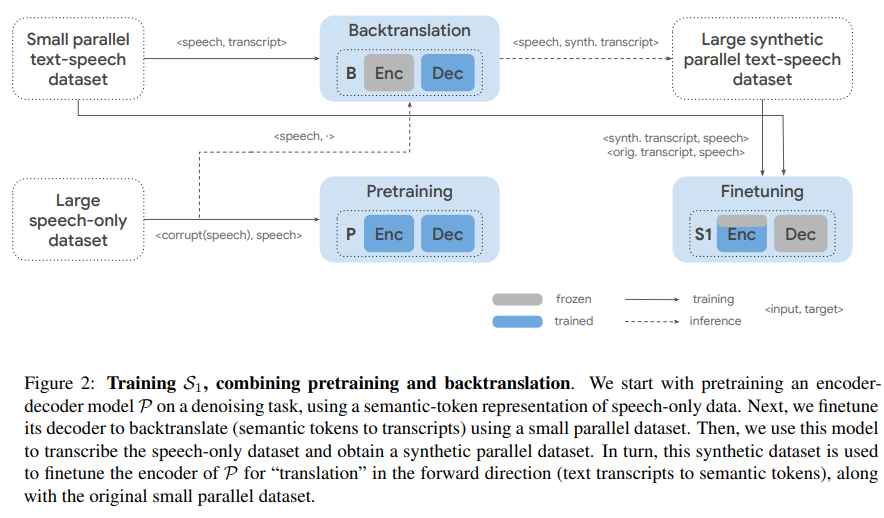 Small parallel
text-speech
dataset
<speech, transcript>
Backtranslation
B Enc Dec
<speech, synth. transcript>
Large synthetic
parallel text-speech
dataset
<speech, ·>
<synth. transcript, speech>
<orig. transcript, speech>
Large
speech-only
dataset
<corrupt(speech), speech>
Pretraining
P Enc Dec
Finetuning
S1 Enc Dec
frozen
training
<input, target>
trained
inference
Figure 2: Training S₁, combining pretraining and backtranslation. We start with pretraining an encoder-
decoder model P on a denoising task, using a semantic-token representation of speech-only data. Next, we finetune
its decoder to backtranslate (semantic tokens to transcripts) using a small parallel dataset. Then, we use this model
to transcribe the speech-only dataset and obtain a synthetic parallel dataset. In turn, this synthetic dataset is used
to finetune the encoder of P for “translation” in the forward direction (text transcripts to semantic tokens), along
with the original small parallel dataset.